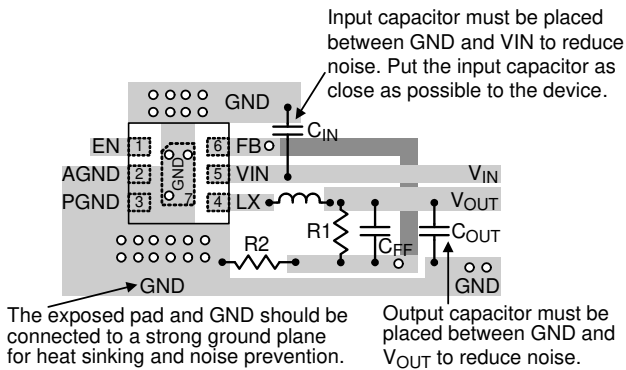 Input capacitor must be placed
between GND and VIN to reduce
noise. Put the input capacitor as
close as possible to the device.
GND
CIN
EN 1 6 FB
AGND 2 GND 5 VIN VIN
PGND 3 7 4 LX VOUT
R1 CFF COUT
R2
GND GND
The exposed pad and GND should be
connected to a strong ground plane
for heat sinking and noise prevention.
Output capacitor must be
placed between GND and
VOUT to reduce noise.